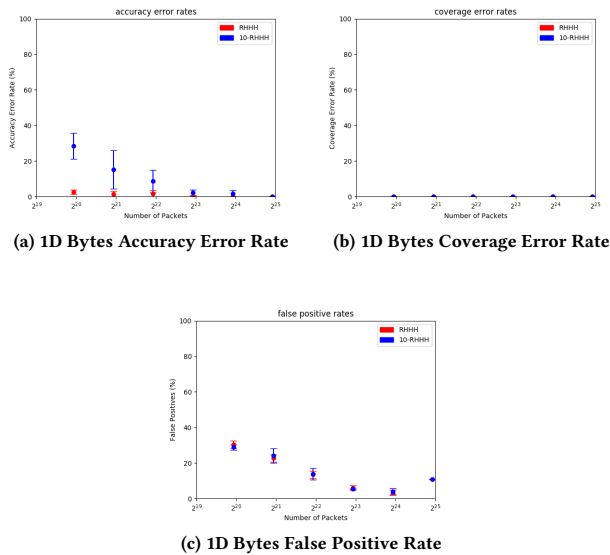 accuracy error rates
RHHH
10-RHHH
Accuracy Error Rate (%)
100
80
60
40
20
0
2^19 2^20 2^21 2^22 2^23 2^24 2^25
Number of Packets
(a) 1D Bytes Accuracy Error Rate
coverage error rates
RHHH
10-RHHH
Coverage Error Rate (%)
100
80
60
40
20
0
2^19 2^20 2^21 2^22 2^23 2^24 2^25
Number of Packets
(b) 1D Bytes Coverage Error Rate
false positive rates
RHHH
10-RHHH
False Positives (%)
100
80
60
40
20
0
2^19 2^20 2^21 2^22 2^23 2^24 2^25
Number of Packets
(c) 1D Bytes False Positive Rate